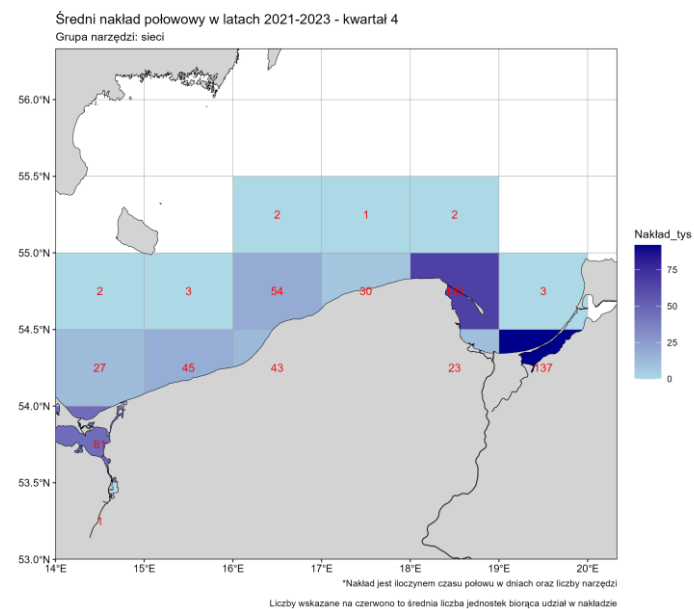 Średni nakład połowowy w latach 2021-2023 - kwartał 4
Grupa narzędzi: sieci
56.0°N
55.5°N
2 1 2
55.0°N
Nakład_tys
75
50
25
0
2 3 54 30 3
54.5°N
27 45 43 23 137
54.0°N
81
53.5°N
1
53.0°N
14°E 15°E 16°E 17°E 18°E 19°E 20°E
*Nakład jest iloczynem czasu połowu w dniach oraz liczby narzędzi
Liczby wskazane na czerwono to średnia liczba jednostek biorąca udział w nakładzie